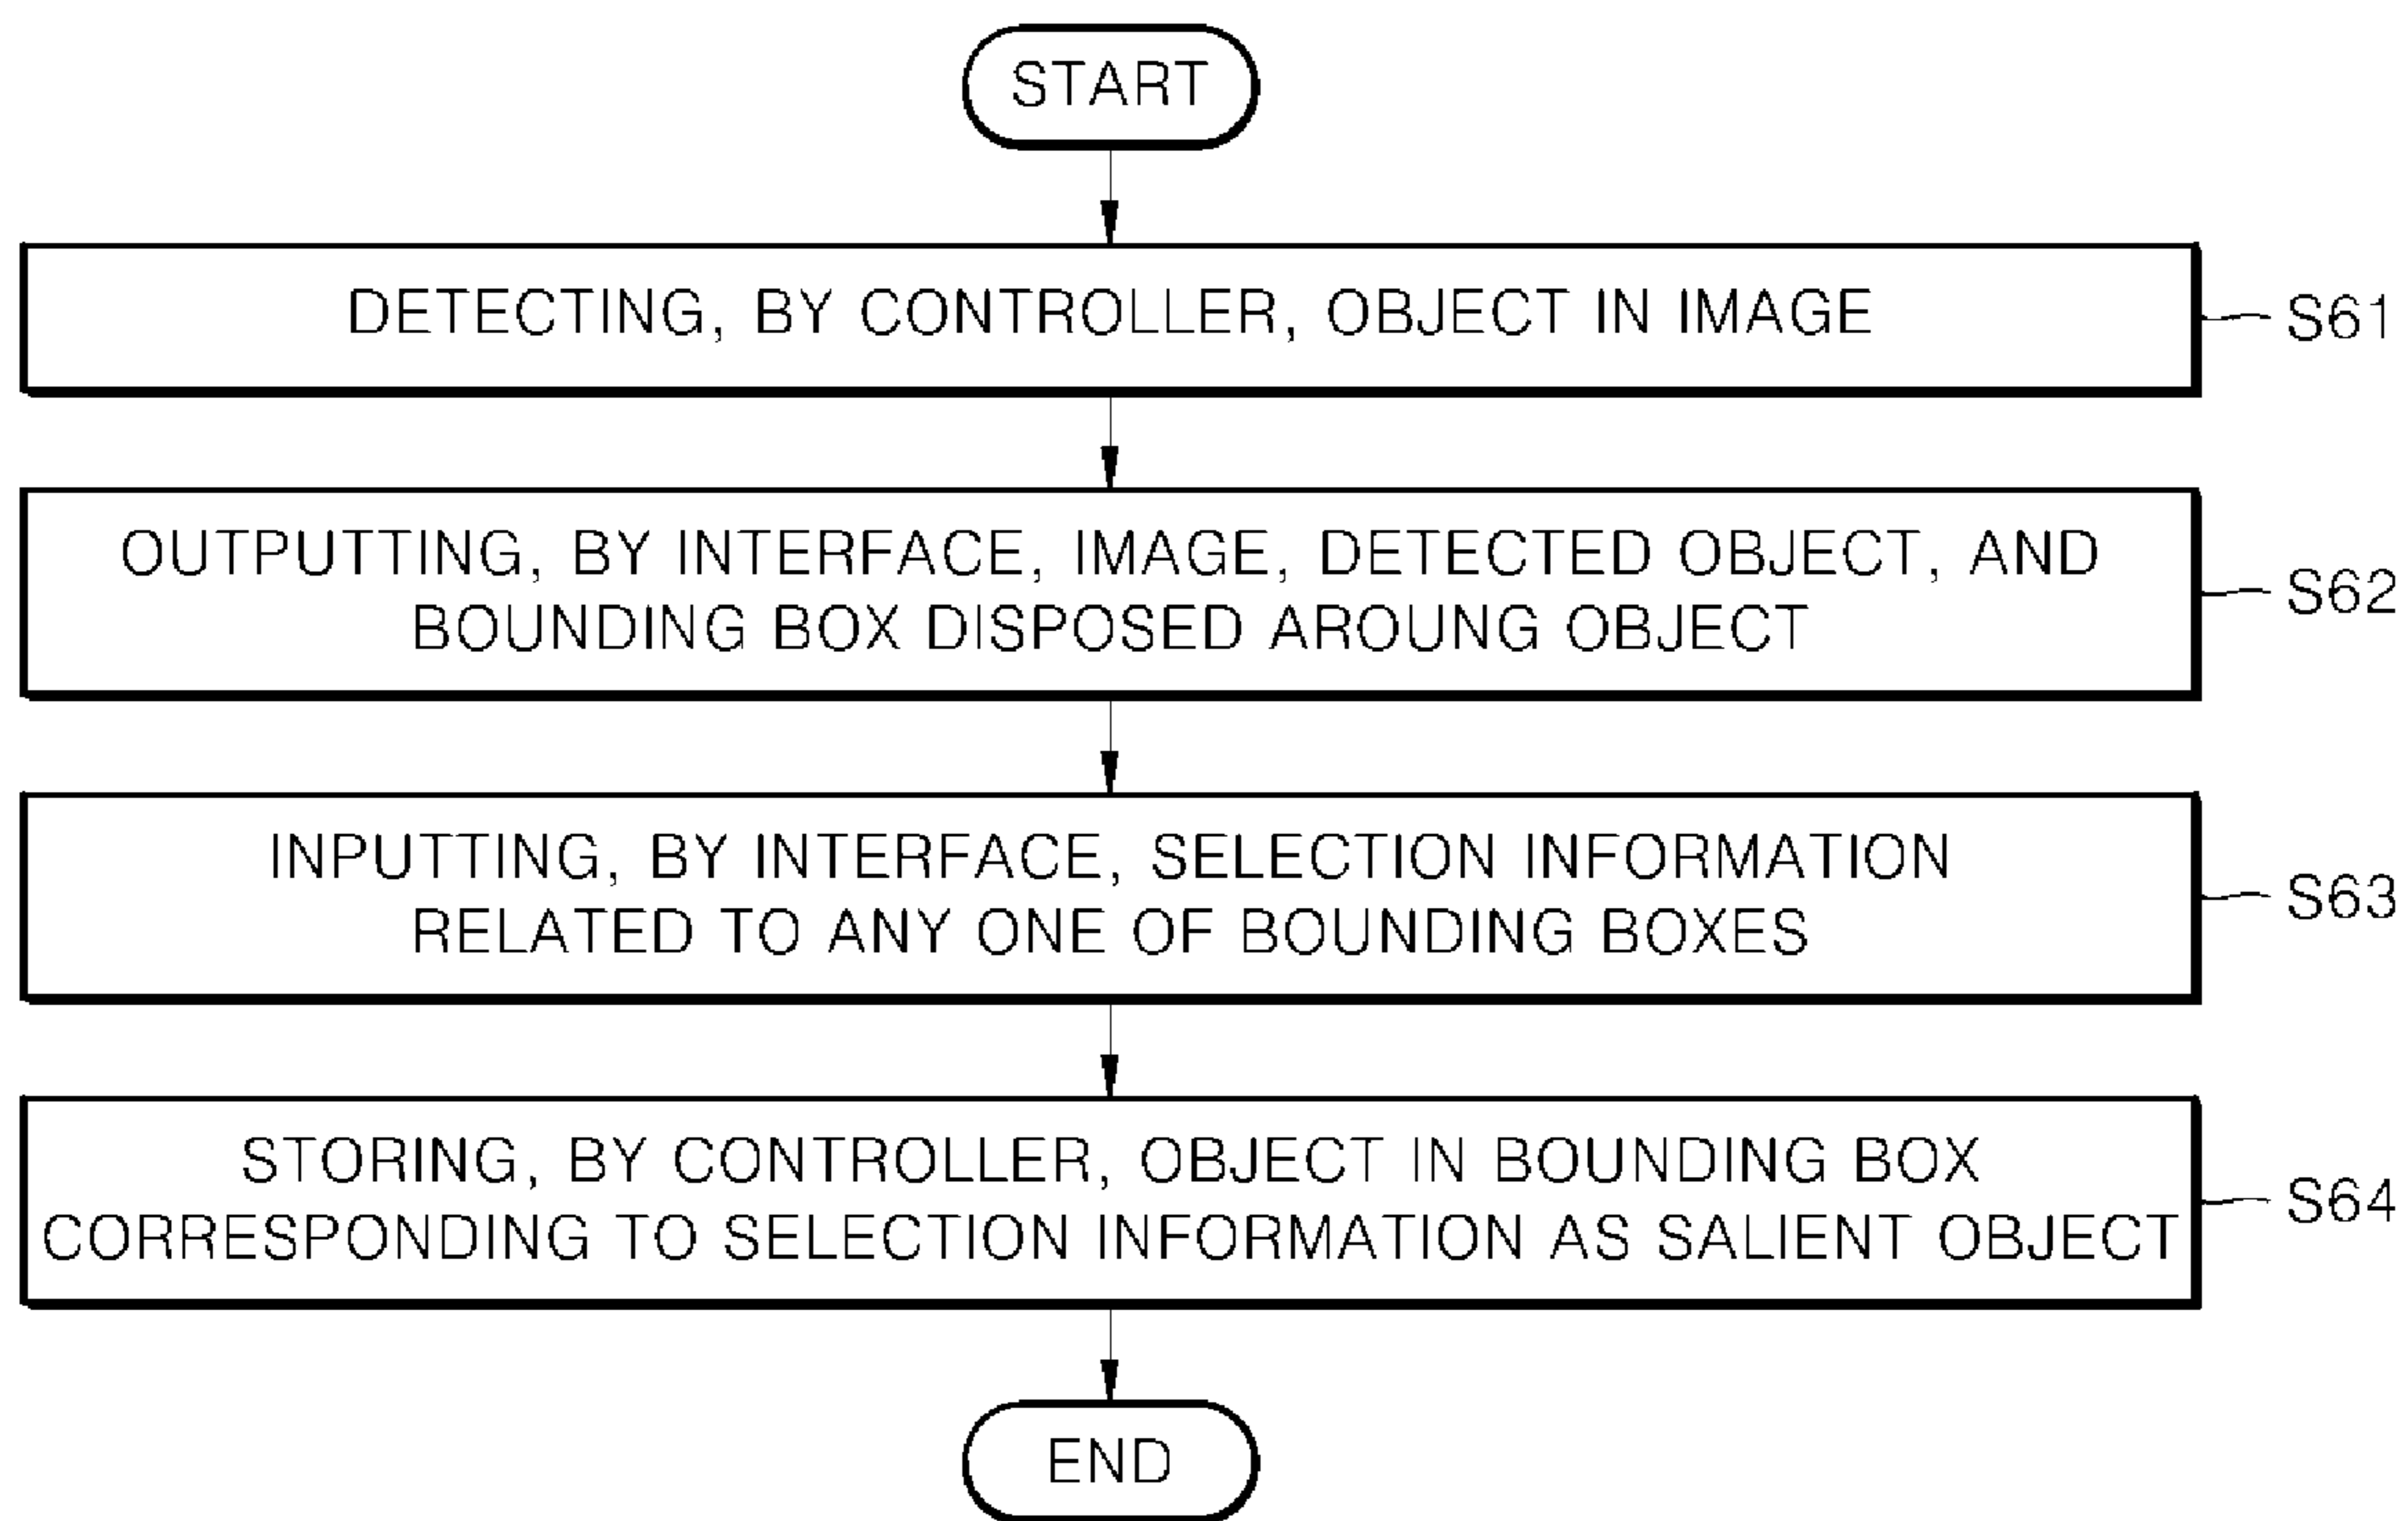 START
DETECTING, BY CONTROLLER, OBJECT IN IMAGE
S61
OUTPUTTING, BY INTERFACE, IMAGE, DETECTED OBJECT, AND
BOUNDING BOX DISPOSED AROUNG OBJECT
S62
INPUTTING, BY INTERFACE, SELECTION INFORMATION
RELATED TO ANY ONE OF BOUNDING BOXES
S63
STORING, BY CONTROLLER, OBJECT IN BOUNDING BOX
CORRESPONDING TO SELECTION INFORMATION AS SALIENT OBJECT
S64
END